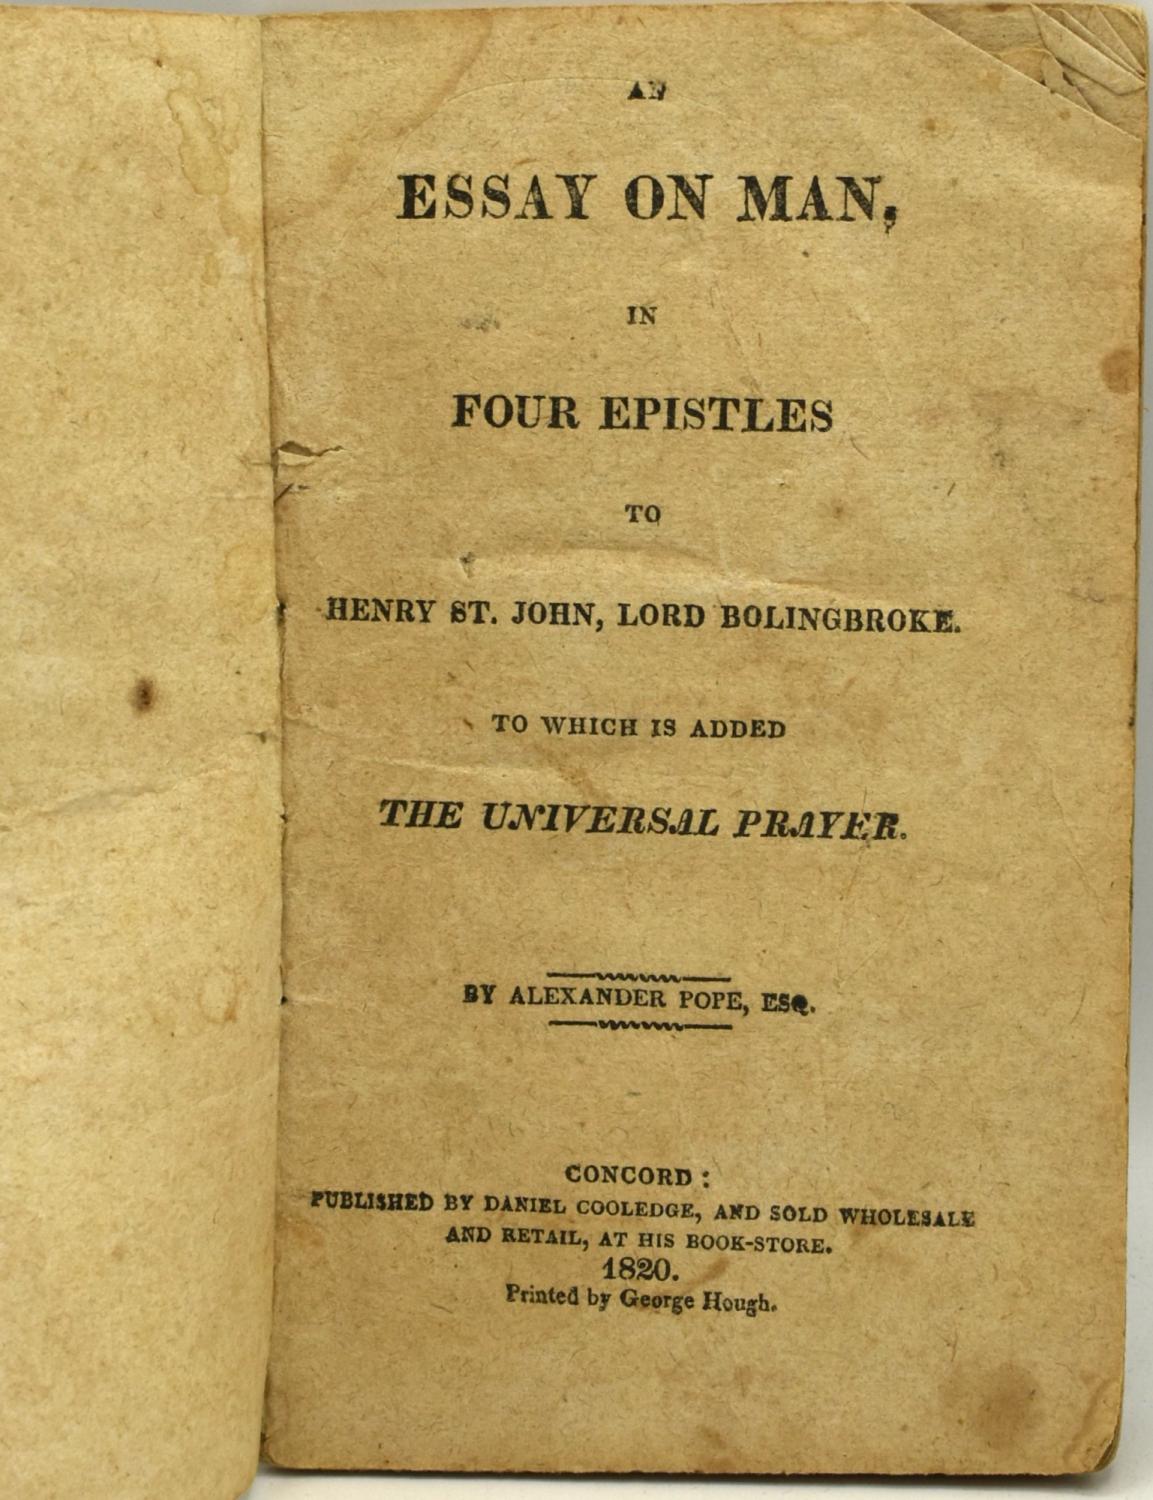 AN
ESSAY ON MAN,
IN
FOUR EPISTLES
TO
HENRY ST. JOHN, LORD BOLINGBROKE.
TO WHICH IS ADDED
THE UNIVERSAL PRAYER.
BY ALEXANDER POPE, ESQ.
CONCORD:
PUBLISHED BY DANIEL COOLEDGE, AND SOLD WHOLESALE
AND RETAIL, AT HIS BOOK-STORE.
1820.
Printed by George Hough.